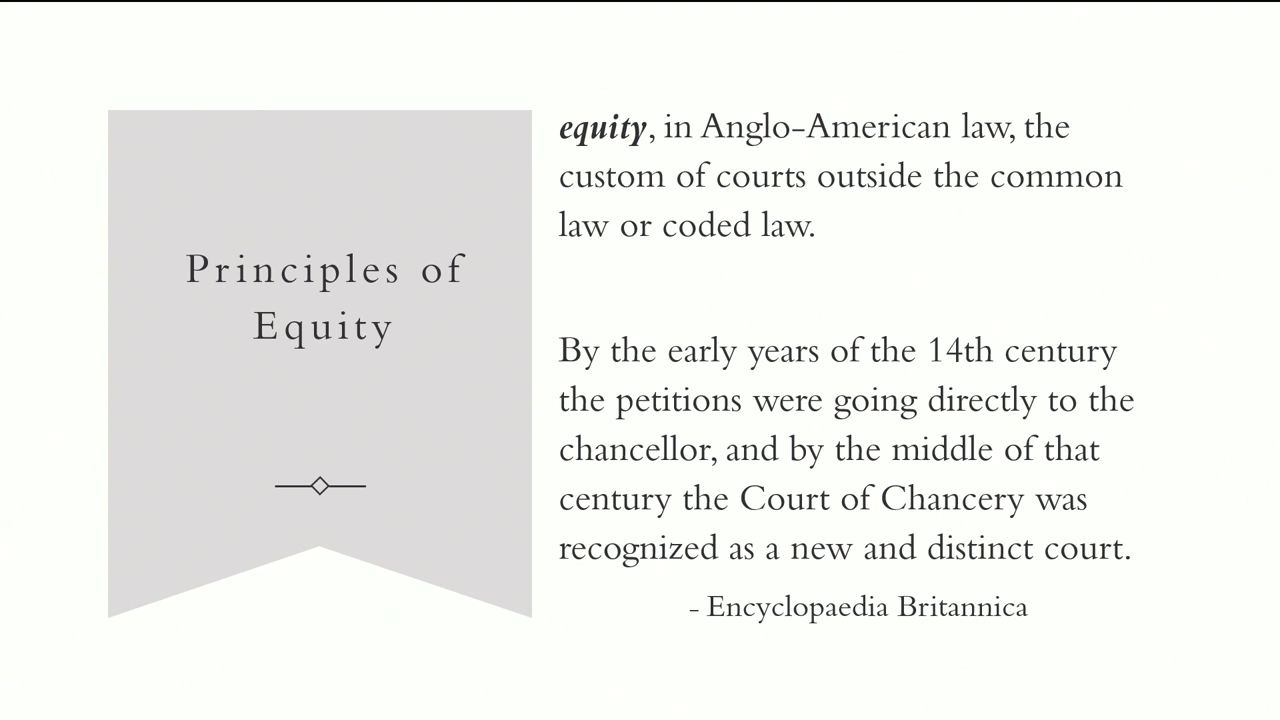 Principles of
Equity
equity, in Anglo-American law, the
custom of courts outside the common
law or coded law.
By the early years of the 14th century
the petitions were going directly to the
chancellor, and by the middle of that
century the Court of Chancery was
recognized as a new and distinct court.
- Encyclopaedia Britannica